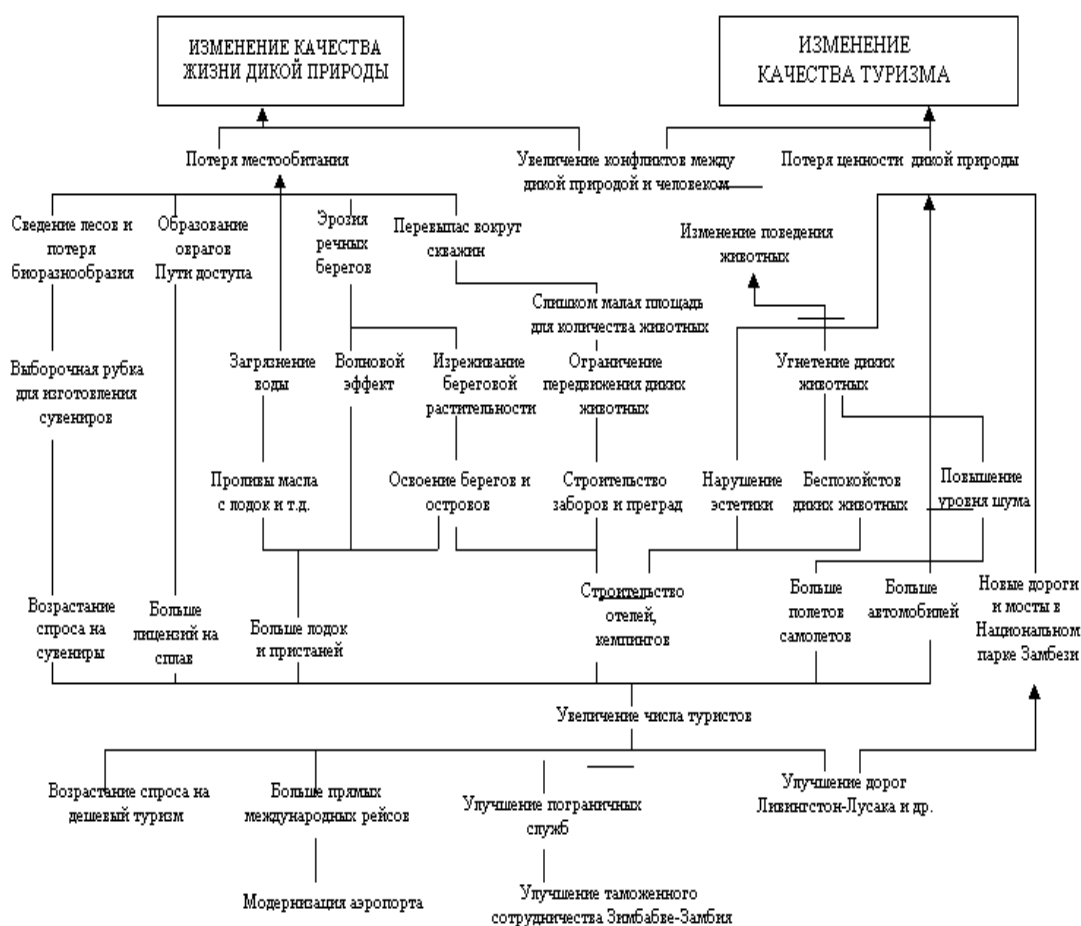 ИЗМЕНЕНИЕ КАЧЕСТВА
ЖИЗНИ ДИКОЙ ПРИРОДЫ
ИЗМЕНЕНИЕ
КАЧЕСТВА ТУРИЗМА
Потеря местообитания
Увеличение конфликтов между
дикой природой и человеком
Потеря ценности дикой природы
Сведение лесов и
потеря
биоразнообразия
Образование
оврагов
Пути доступа
Эрозия
речных
берегов
Перевыпас вокруг
скважин
Изменение поведения
животных
Слишком малая площадь
для количества животных
Выборочная рубка
для изготовления
сувениров
Загрязнение
воды
Волновой
эффект
Изреживание
береговой
растительности
Ограничение
передвижения диких
животных
Угнетение диких
животных
Проливы масла
с лодок и т.д.
Освоение берегов и
островов
Строительство
заборов и преград
Нарушение
эстетики
Беспокойстов
диких животных
Повышение
уровня шума
Возрастание
спроса на
сувениры
Больше
лицензий на
сплав
Больше лодок
и пристаней
Строительство
отелей,
кемпингов
Больше
полетов
самолетов
Больше
автомобилей
Новые дороги
и мосты в
Национальном
парке Замбези
Увеличение числа туристов
Возрастание спроса на
дешевый туризм
Больше прямых
международных рейсов
Улучшение пограничных
служб
Улучшение дорог
Ливингстон-Лусака и др.
Модернизация аэропорта
Улучшение таможенного
сотрудничества Зимбабве-Замбия